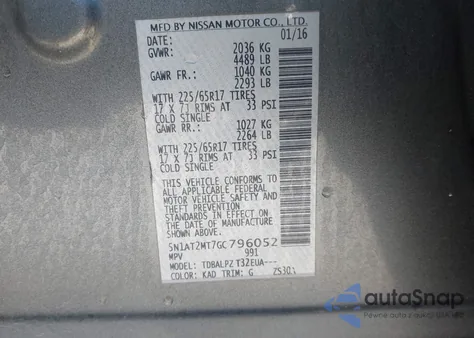 MFD BY NISSAN MOTOR CO., LTD.
DATE: 01/16
GVWR: 2036 KG
4489 LB
GAWR FR.: 1040 KG
2293 LB
WITH 225/65R17 TIRES
17 X 7J RIMS AT 33 PSI
COLD SINGLE
GAWR RR.: 1027 KG
2264 LB
WITH 225/65R17 TIRES
17 X 7J RIMS AT 33 PSI
COLD SINGLE
THIS VEHICLE CONFORMS TO
ALL APPLICABLE FEDERAL
MOTOR VEHICLE SAFETY AND
THEFT PREVENTION STANDARDS
IN EFFECT ON THE DATE OF
MANUFACTURE SHOWN ABOVE.
5N1AT2MT7GC796052
MPV 991
MODEL: TDBALPZ T32EUA---
COLOR: KAD TRIM: G ZS303
autoSnap